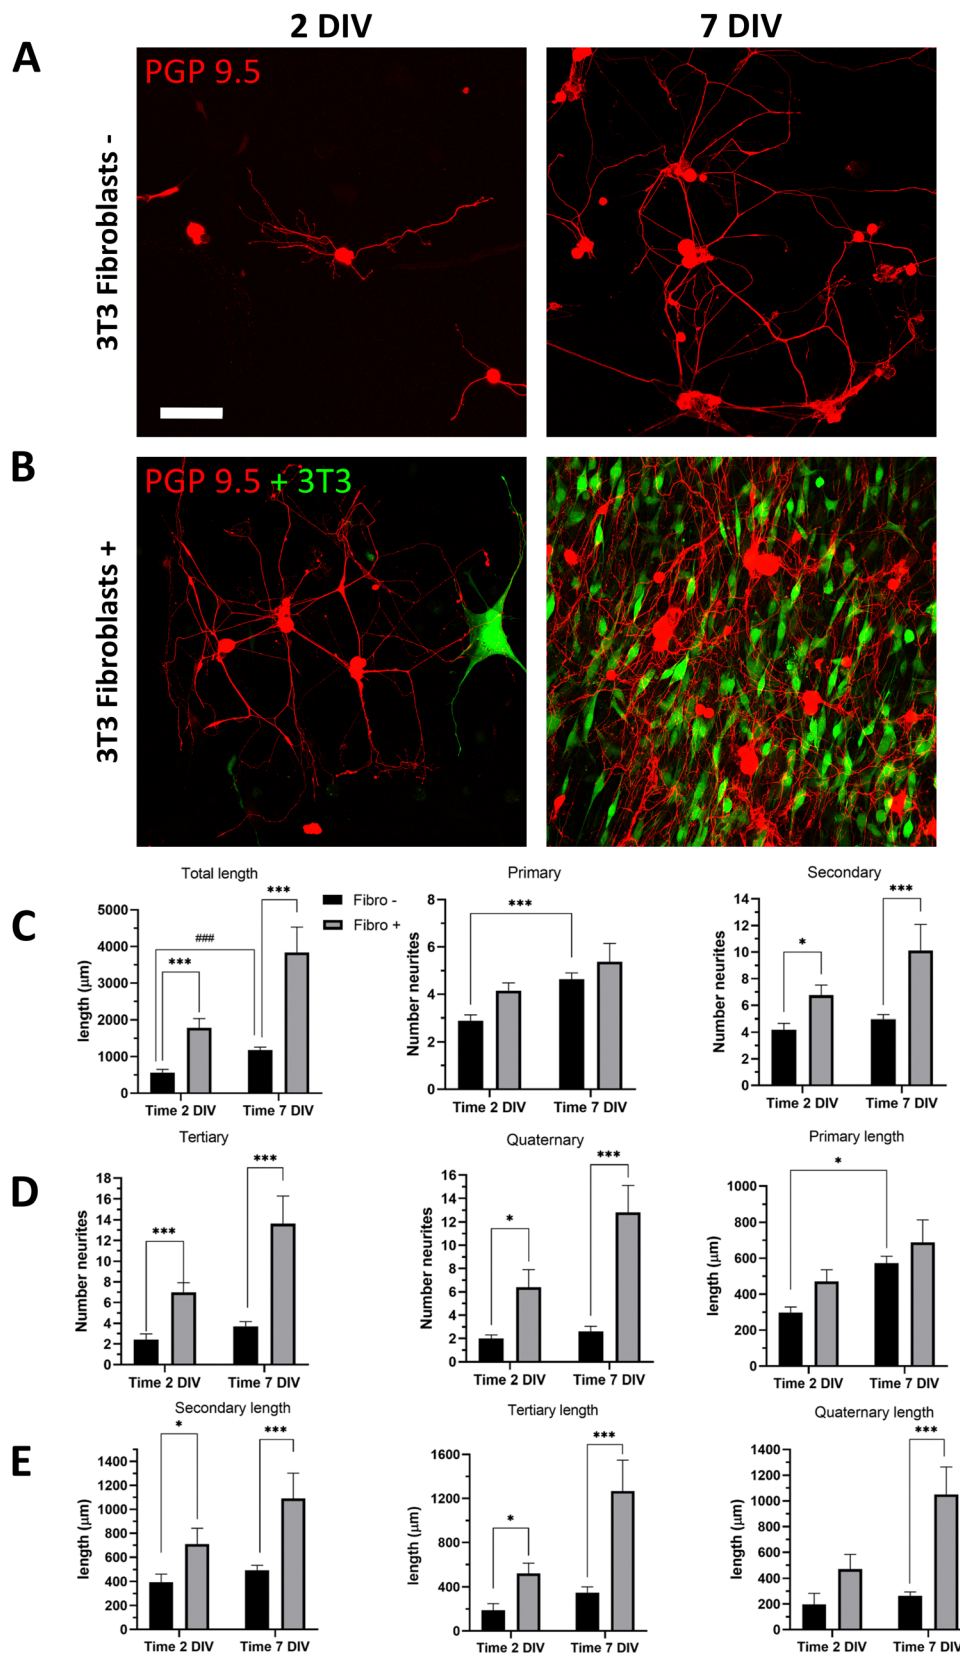 2 DIV 7 DIV
A
PGP 9.5
3T3 Fibroblasts -
B
PGP 9.5 + 3T3
3T3 Fibroblasts +
C
Total length
length (µm)
5000
4000
3000
2000
1000
0
###
***
***
Time 2 DIV Time 7 DIV
Fibro -
Fibro +
Primary
Number neurites
8
6
4
2
0
***
Time 2 DIV Time 7 DIV
Secondary
Number neurites
14
12
10
8
6
4
2
0
*
***
Time 2 DIV Time 7 DIV
D
Tertiary
Number neurites
18
16
14
12
10
8
6
4
2
0
***
***
Time 2 DIV Time 7 DIV
Quaternary
Number neurites
16
14
12
10
8
6
4
2
0
*
***
Time 2 DIV Time 7 DIV
Primary length
length (µm)
1000
800
600
400
200
0
*
Time 2 DIV Time 7 DIV
E
Secondary length
length (µm)
1400
1200
1000
800
600
400
200
0
*
***
Time 2 DIV Time 7 DIV
Tertiary length
length (µm)
1600
1200
800
400
0
*
***
Time 2 DIV Time 7 DIV
Quaternary length
length (µm)
1400
1200
1000
800
600
400
200
0
***
Time 2 DIV Time 7 DIV